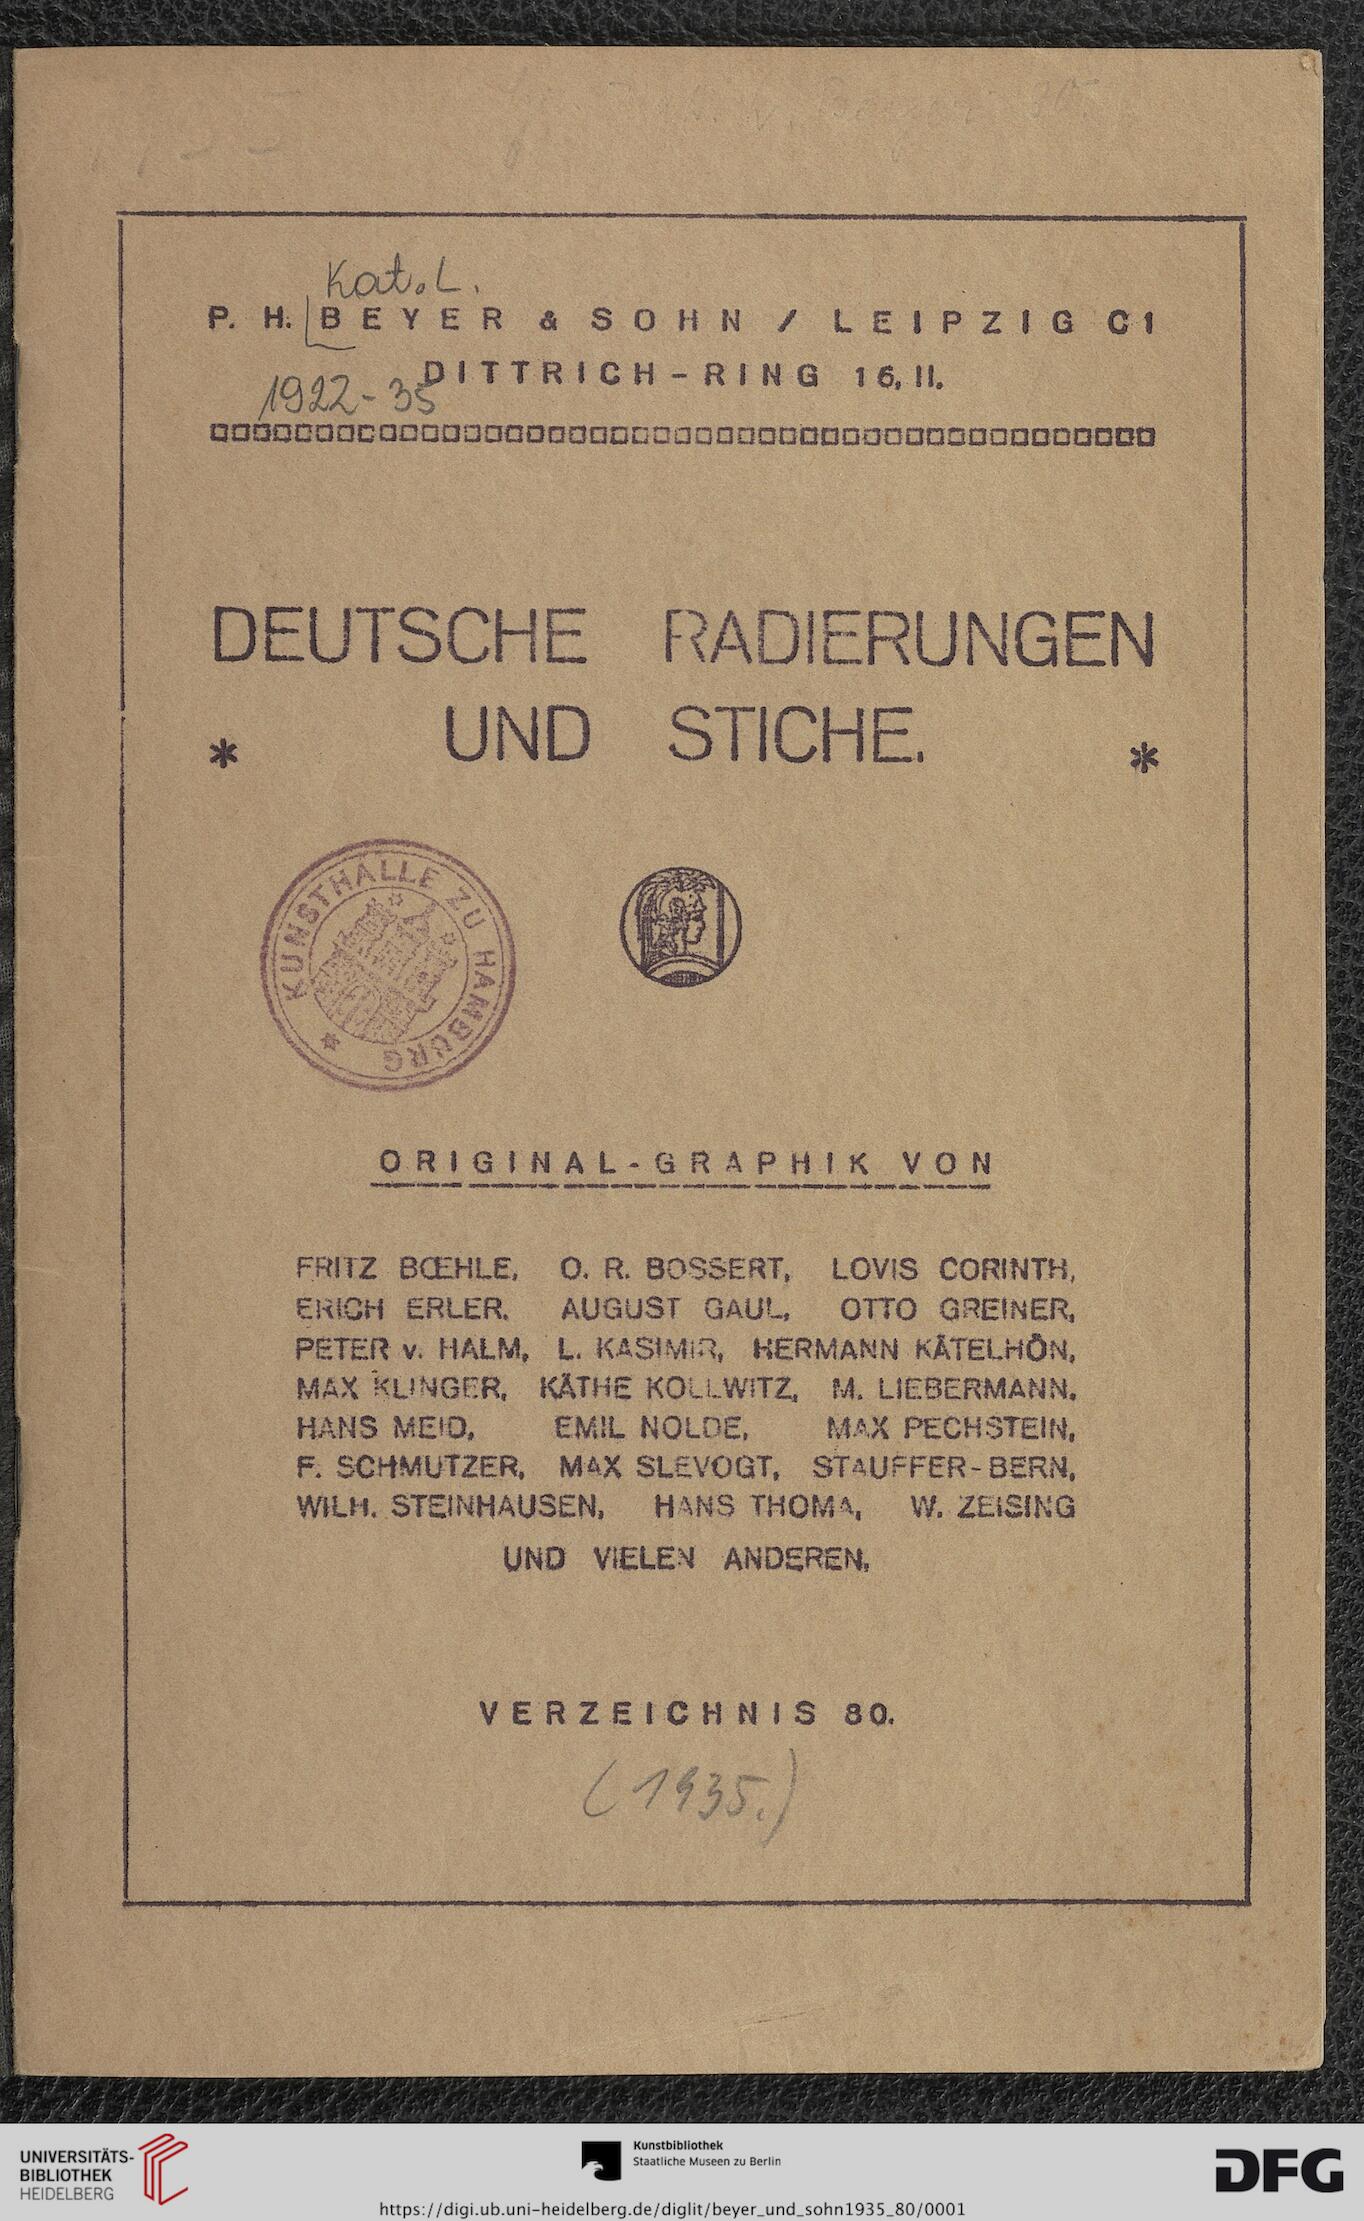 Kat. L.
P. H. BEYER & SOHN / LEIPZIG C1
DITTRICH-RING 16, II.
1922-35
DEUTSCHE RADIERUNGEN
* UND STICHE. *
KUNSTHALLE ZU HAMBURG *
ORIGINAL-GRAPHIK VON
FRITZ BŒHLE, O. R. BOSSERT, LOVIS CORINTH,
ERICH ERLER, AUGUST GAUL, OTTO GREINER,
PETER v. HALM, L. KASIMIR, HERMANN KÄTELHÖN,
MAX KLINGER, KÄTHE KOLLWITZ, M. LIEBERMANN,
HANS MEID, EMIL NOLDE, MAX PECHSTEIN,
F. SCHMUTZER, MAX SLEVOGT, STAUFFER-BERN,
WILH. STEINHAUSEN, HANS THOMA, W. ZEISING
UND VIELEN ANDEREN,
VERZEICHNIS 80.
(1935.)
UNIVERSITÄTS-
BIBLIOTHEK
HEIDELBERG
Kunstbibliothek
Staatliche Museen zu Berlin
DFG
https://digi.ub.uni-heidelberg.de/diglit/beyer_und_sohn1935_80/0001